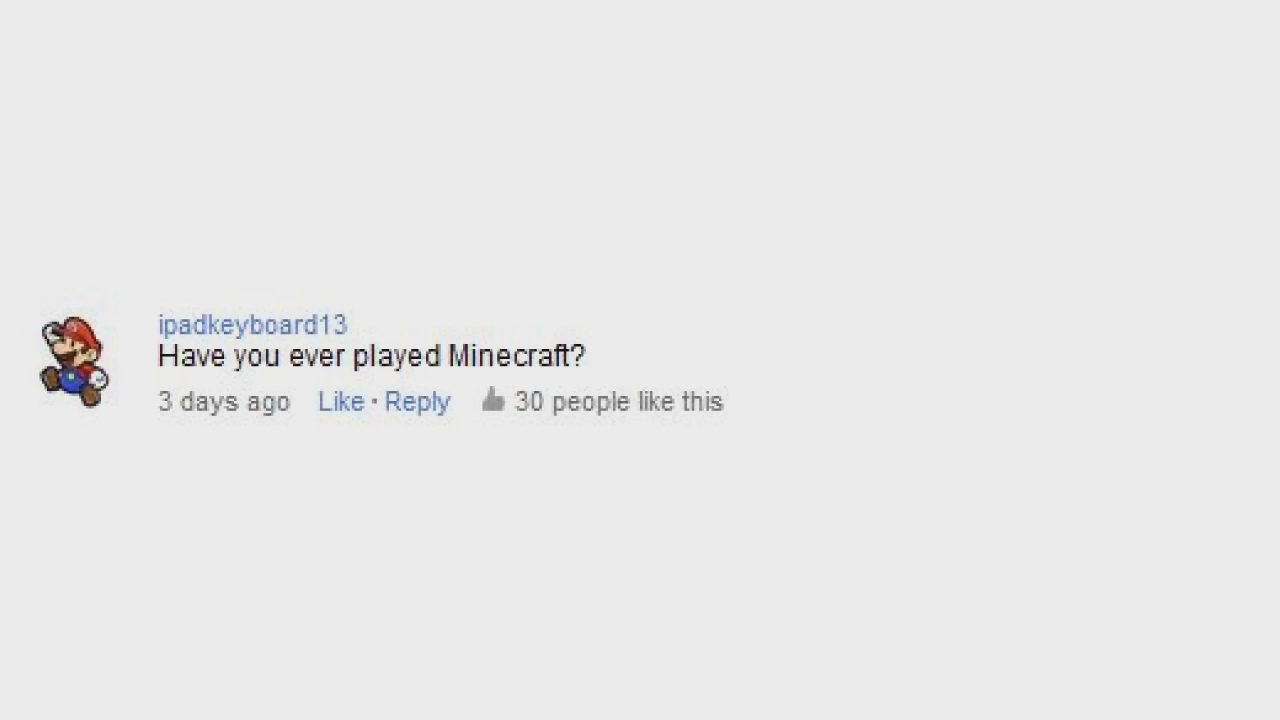 ipadkeyboard13
Have you ever played Minecraft?
3 days ago Like · Reply 30 people like this